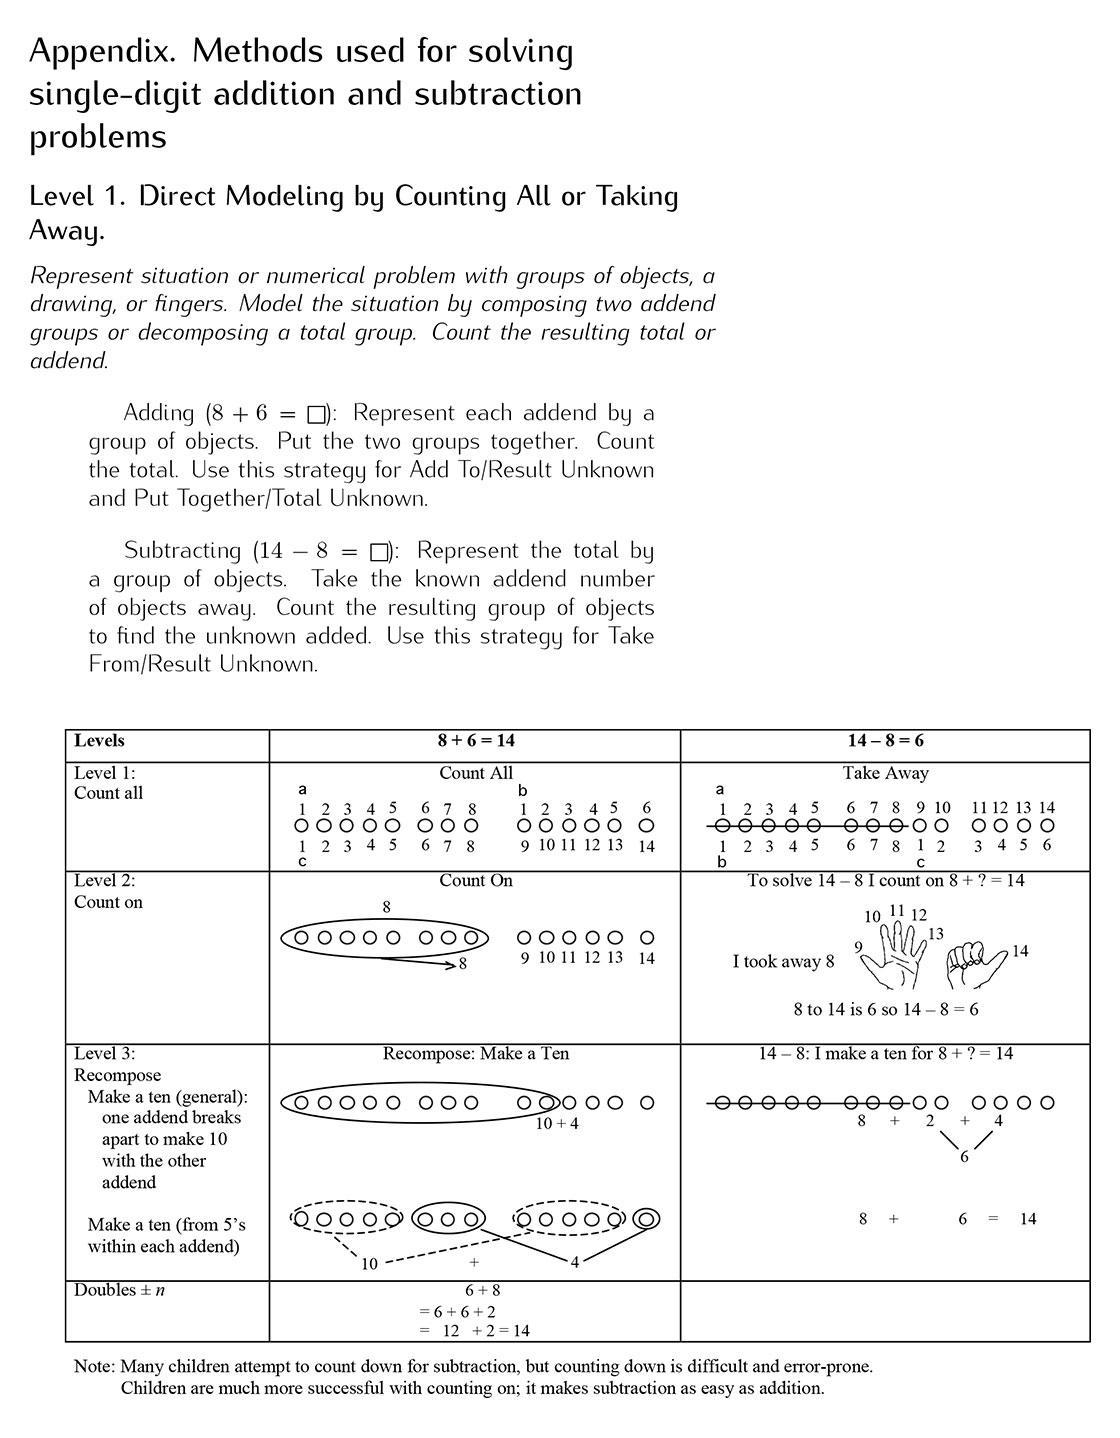 Appendix. Methods used for solving
single-digit addition and subtraction
problems
Level 1. Direct Modeling by Counting All or Taking
Away.
Represent situation or numerical problem with groups of objects, a
drawing, or fingers. Model the situation by composing two addend
groups or decomposing a total group. Count the resulting total or
addend.
Adding (8 + 6 = □): Represent each addend by a
group of objects. Put the two groups together. Count
the total. Use this strategy for Add To/Result Unknown
and Put Together/Total Unknown.
Subtracting (14 – 8 = □): Represent the total by
a group of objects. Take the known addend number
of objects away. Count the resulting group of objects
to find the unknown added. Use this strategy for Take
From/Result Unknown.
Levels
8 + 6 = 14
14 – 8 = 6
Level 1:
Count all
Count All
a
b
1 2 3 4 5 6 7 8 1 2 3 4 5 6
1 2 3 4 5 6 7 8 9 10 11 12 13 14
c
Take Away
a
1 2 3 4 5 6 7 8 9 10 11 12 13 14
1 2 3 4 5 6 7 8 1 2 3 4 5 6
b
c
Level 2:
Count on
Count On
8
8
9 10 11 12 13 14
To solve 14 – 8 I count on 8 + ? = 14
10 11 12
13
9
14
I took away 8
8 to 14 is 6 so 14 – 8 = 6
Level 3:
Recompose
Make a ten (general):
one addend breaks
apart to make 10
with the other
addend
Make a ten (from 5's
within each addend)
Recompose: Make a Ten
10 + 4
10 + 4
14 – 8: I make a ten for 8 + ? = 14
8 + 2 + 4
6
8 + 6 = 14
Doubles ± n
6 + 8
= 6 + 6 + 2
= 12 + 2 = 14
Note: Many children attempt to count down for subtraction, but counting down is difficult and error-prone.
Children are much more successful with counting on; it makes subtraction as easy as addition.